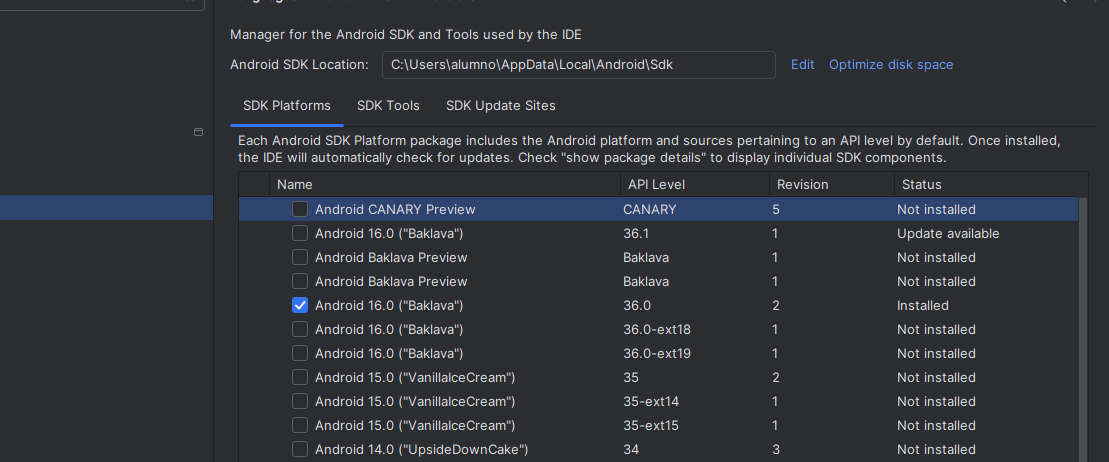 Manager for the Android SDK and Tools used by the IDE
Android SDK Location: C:\Users\alumno\AppData\Local\Android\Sdk Edit Optimize disk space
SDK Platforms SDK Tools SDK Update Sites
Each Android SDK Platform package includes the Android platform and sources pertaining to an API level by default. Once installed,
the IDE will automatically check for updates. Check "show package details" to display individual SDK components.
Name API Level Revision Status
Android CANARY Preview CANARY 5 Not installed
Android 16.0 ("Baklava") 36.1 1 Update available
Android Baklava Preview Baklava 1 Not installed
Android Baklava Preview Baklava 1 Not installed
Android 16.0 ("Baklava") 36.0 2 Installed
Android 16.0 ("Baklava") 36.0-ext18 1 Not installed
Android 16.0 ("Baklava") 36.0-ext19 1 Not installed
Android 15.0 ("VanillaIceCream") 35 2 Not installed
Android 15.0 ("VanillaIceCream") 35-ext14 1 Not installed
Android 15.0 ("VanillaIceCream") 35-ext15 1 Not installed
Android 14.0 ("UpsideDownCake") 34 3 Not installed